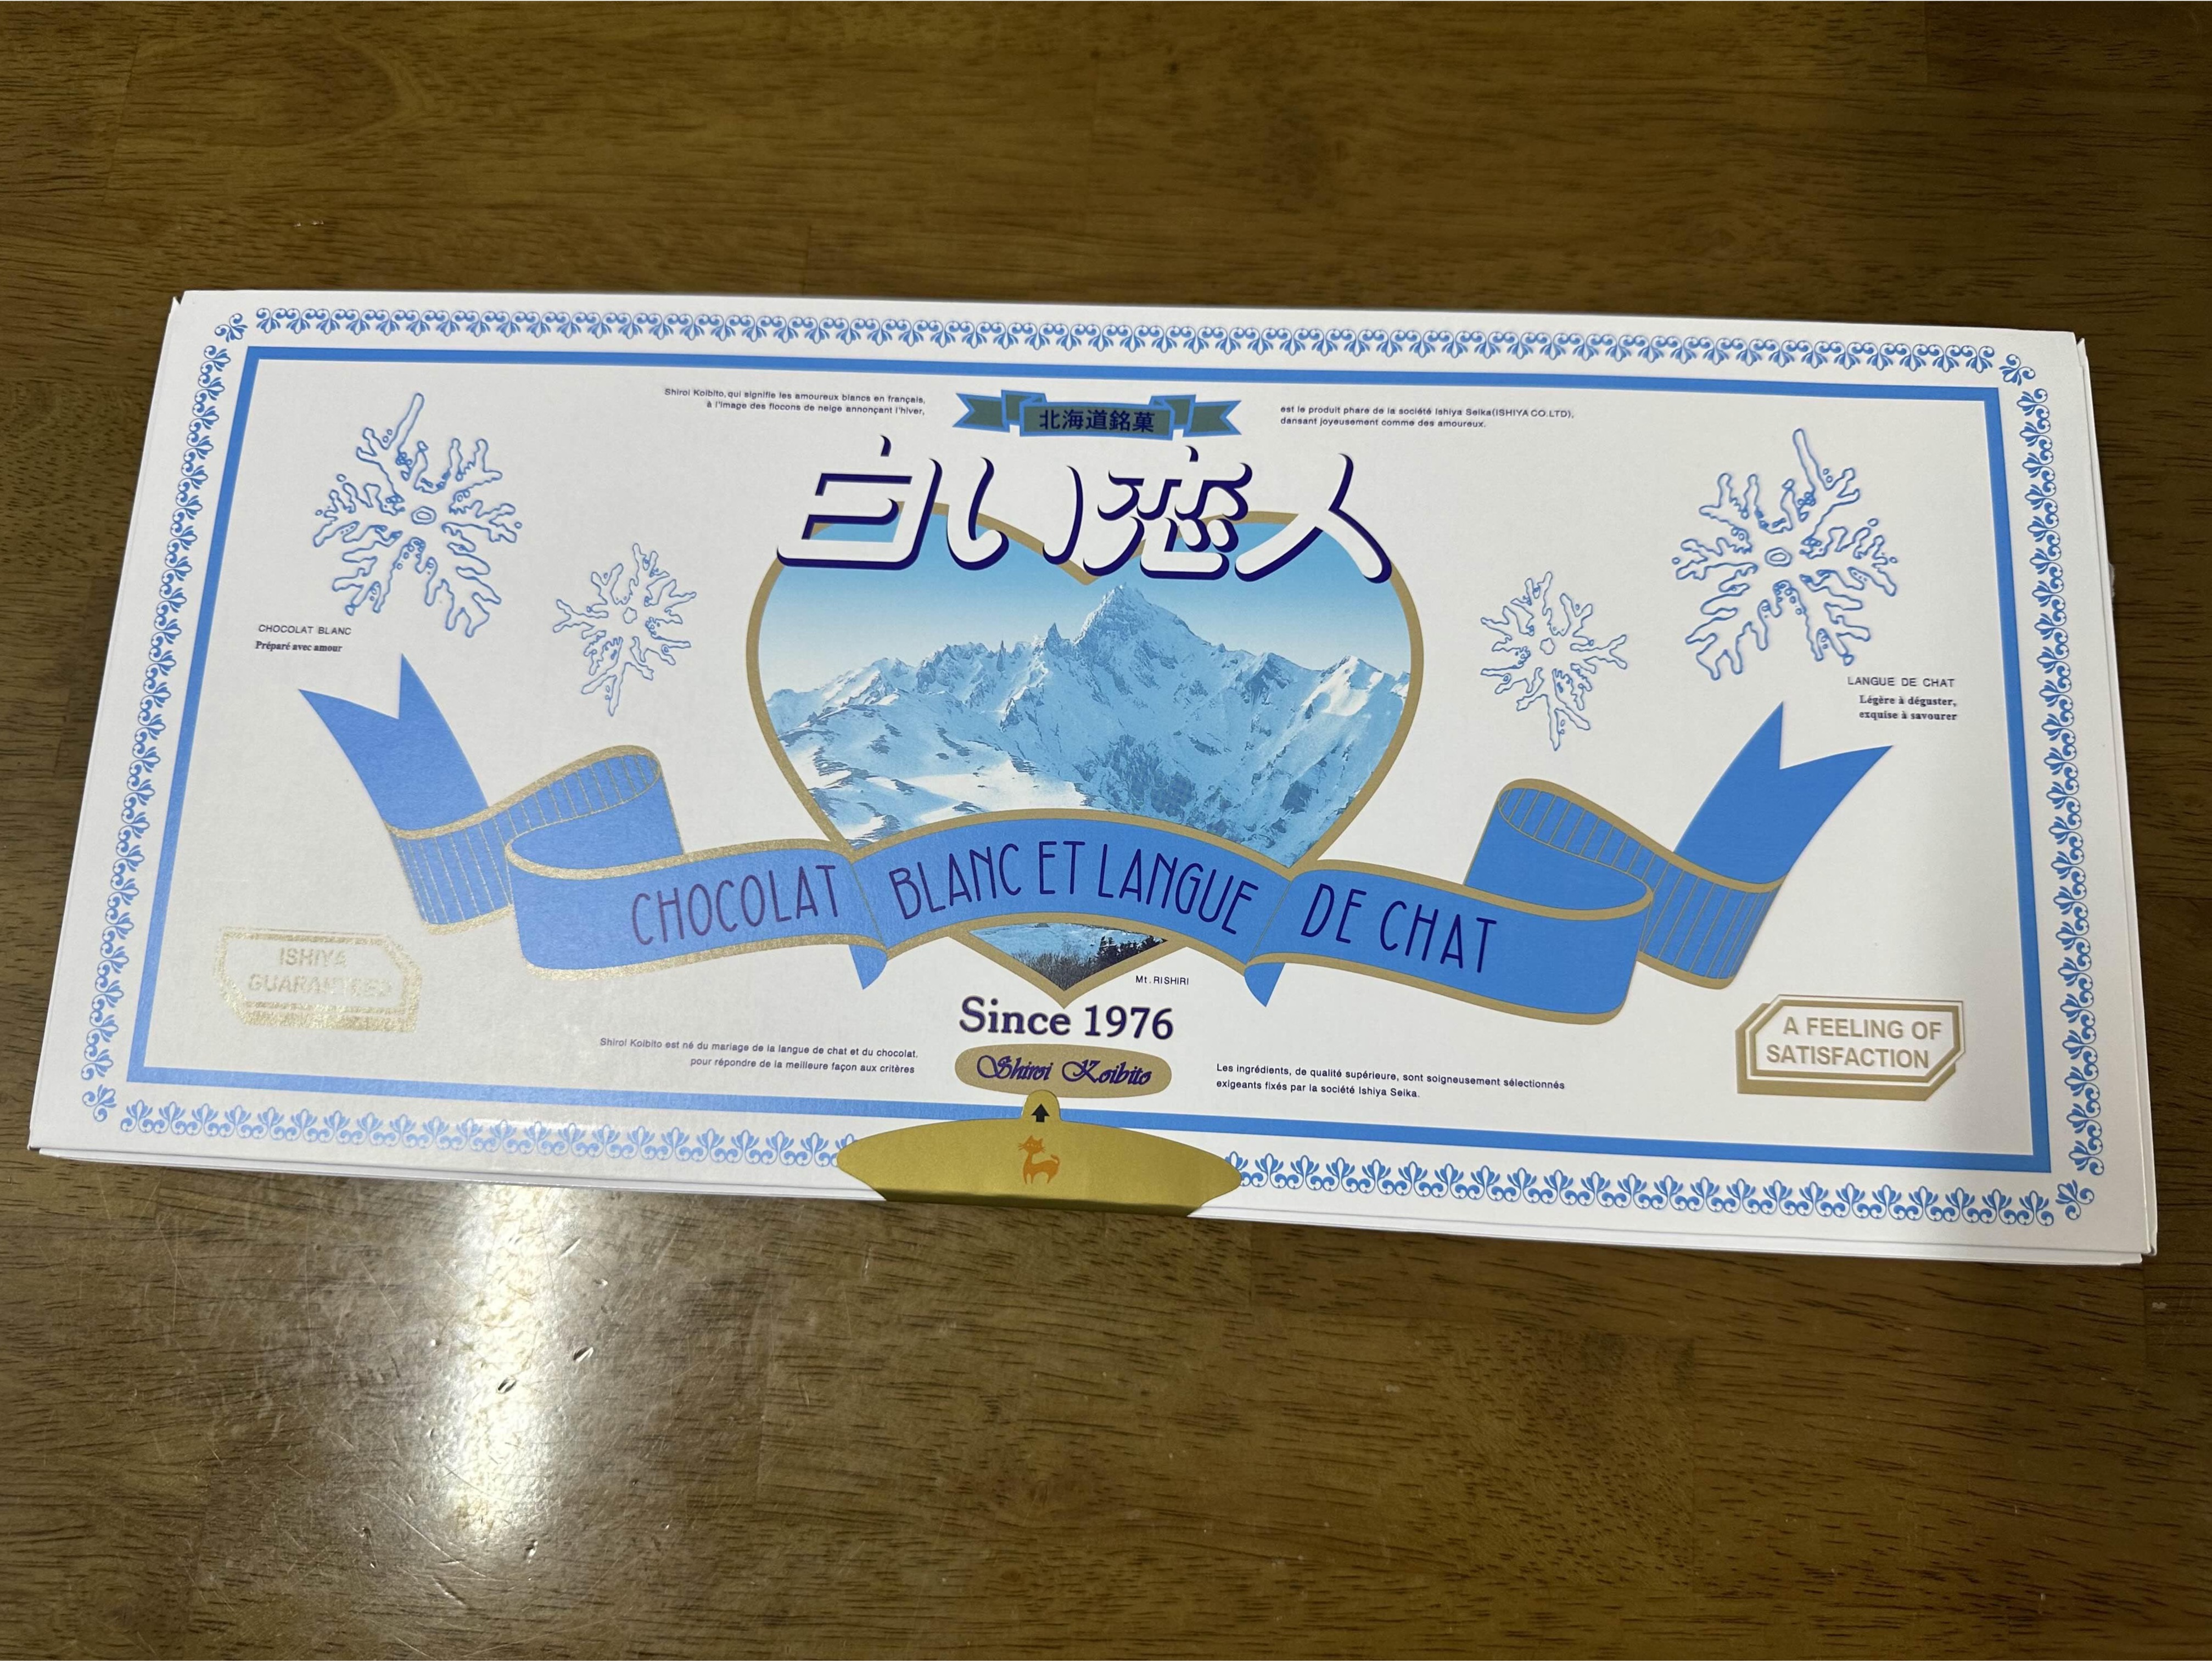 Shiroi Koibito, qui signifie les amoureux blancs en français,
à l'image des flocons de neige annonçant l'hiver,
北海道銘菓
est le produit phare de la société Ishiya Seika(ISHIYA CO.LTD),
dansant joyeusement comme des amoureux.
白い恋人
CHOCOLAT BLANC
Préparé avec amour
LANGUE DE CHAT
Légère à déguster,
exquise à savourer
CHOCOLAT BLANC ET LANGUE DE CHAT
ISHIYA
GUARANTEED
Mt. RISHIRI
Since 1976
A FEELING OF
SATISFACTION
Shiroi Koibito est né du mariage de la langue de chat et du chocolat.
pour répondre de la meilleure façon aux critères
Shiroi Koibito
Les ingrédients, de qualité supérieure, sont soigneusement sélectionnés
exigeants fixés par la société Ishiya Seika.